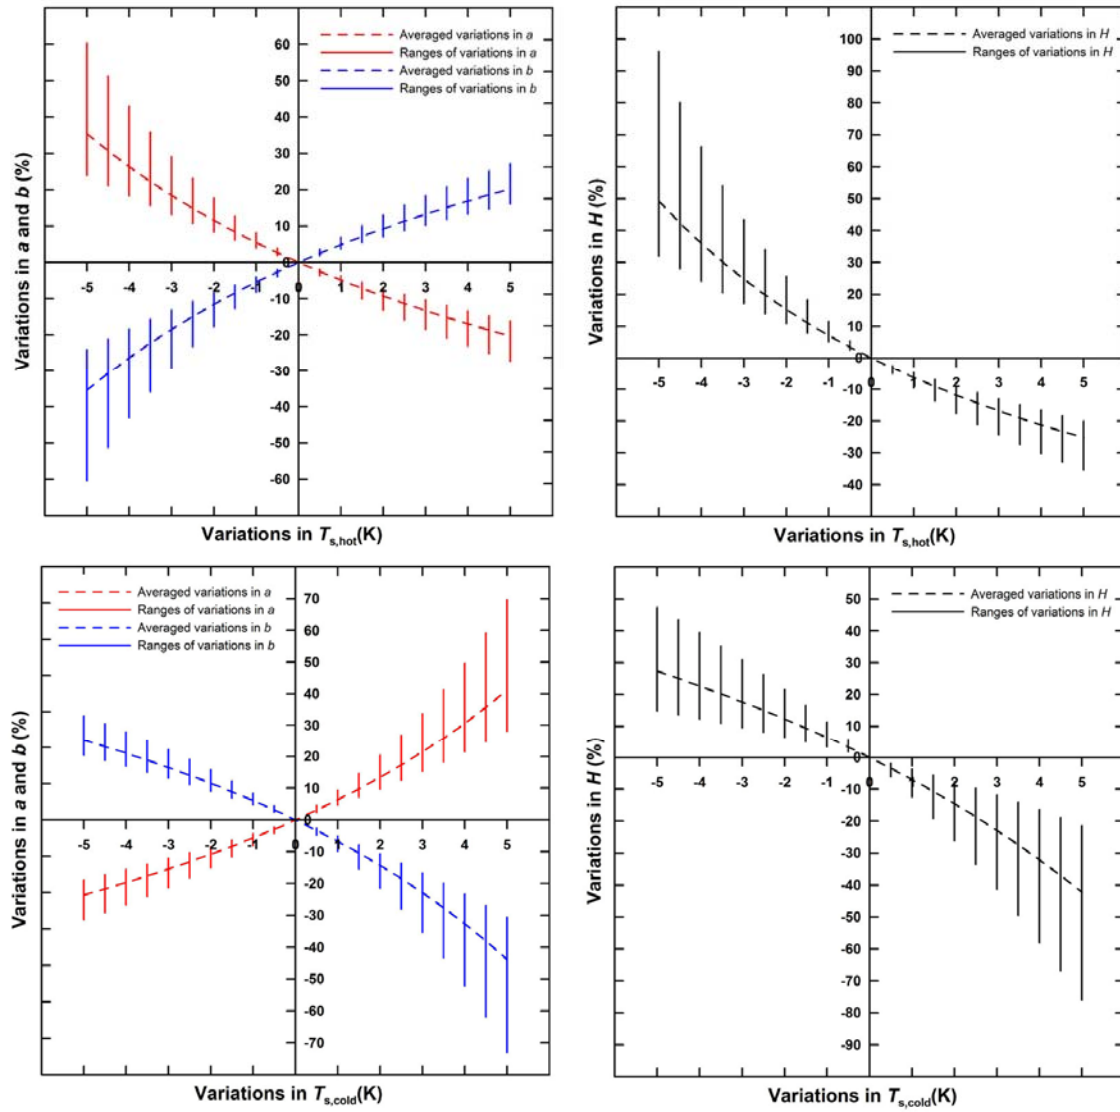 Averaged variations in a
Ranges of variations in a
Averaged variations in b
Ranges of variations in b
60
50
40
30
20
10
0
-5 -4 -3 -2 -1 0 1 2 3 4 5
-10
-20
-30
-40
-50
-60
Variations in a and b (%)
Variations in Ts,hot(K)
Averaged variations in H
Ranges of variations in H
100
90
80
70
60
50
40
30
20
10
0
-5 -4 -3 -2 -1 0 1 2 3 4 5
-10
-20
-30
-40
Variations in H (%)
Variations in Ts,hot(K)
Averaged variations in a
Ranges of variations in a
Averaged variations in b
Ranges of variations in b
70
60
50
40
30
20
10
0
-5 -4 -3 -2 -1 0 1 2 3 4 5
-10
-20
-30
-40
-50
-60
-70
Variations in a and b (%)
Variations in Ts,cold(K)
Averaged variations in H
Ranges of variations in H
50
40
30
20
10
0
-5 -4 -3 -2 -1 0 1 2 3 4 5
-10
-20
-30
-40
-50
-60
-70
-80
-90
Variations in H (%)
Variations in Ts,cold(K)